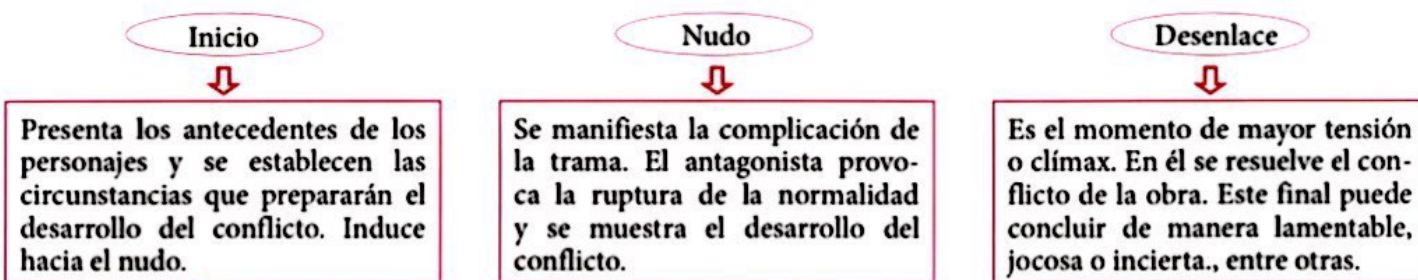 Inicio
Presenta los antecedentes de los
personajes y se establecen las
circunstancias que prepararán el
desarrollo del conflicto. Induce
hacia el nudo.
Nudo
Se manifiesta la complicación de
la trama. El antagonista provo-
ca la ruptura de la normalidad
y se muestra el desarrollo del
conflicto.
Desenlace
Es el momento de mayor tensión
o clímax. En él se resuelve el con-
flicto de la obra. Este final puede
concluir de manera lamentable,
jocosa o incierta., entre otras.